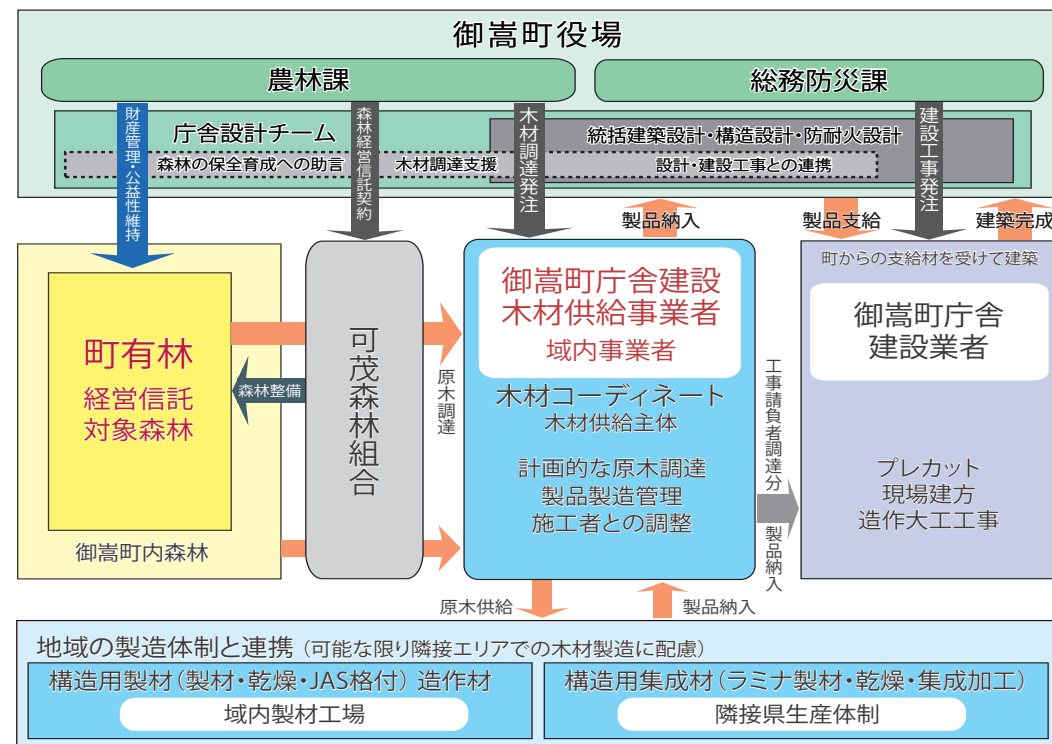 御嵩町役場
農林課
総務防災課
庁舎設計チーム
統括建築設計・構造設計・防耐火設計
森林の保全育成への助言
木材調達支援
設計・建設工事との連携
財産管理・公益性維持
森林経営信託契約
木材調達発注
建設工事発注
製品納入
製品支給
建築完成
町有林
経営信託
対象森林
御嵩町内森林
森林整備
可茂森林組合
原木調達
御嵩町庁舎建設
木材供給事業者
域内事業者
木材コーディネート
木材供給主体
計画的な原木調達
製品製造管理
施工者との調整
工事請負者調達分
製品納入
町からの支給材を受けて建築
御嵩町庁舎
建設業者
プレカット
現場建方
造作大工工事
原木供給
製品納入
地域の製造体制と連携 (可能な限り隣接エリアでの木材製造に配慮)
構造用製材(製材・乾燥・JAS格付) 造作材
域内製材工場
構造用集成材(ラミナ製材・乾燥・集成加工)
隣接県生産体制